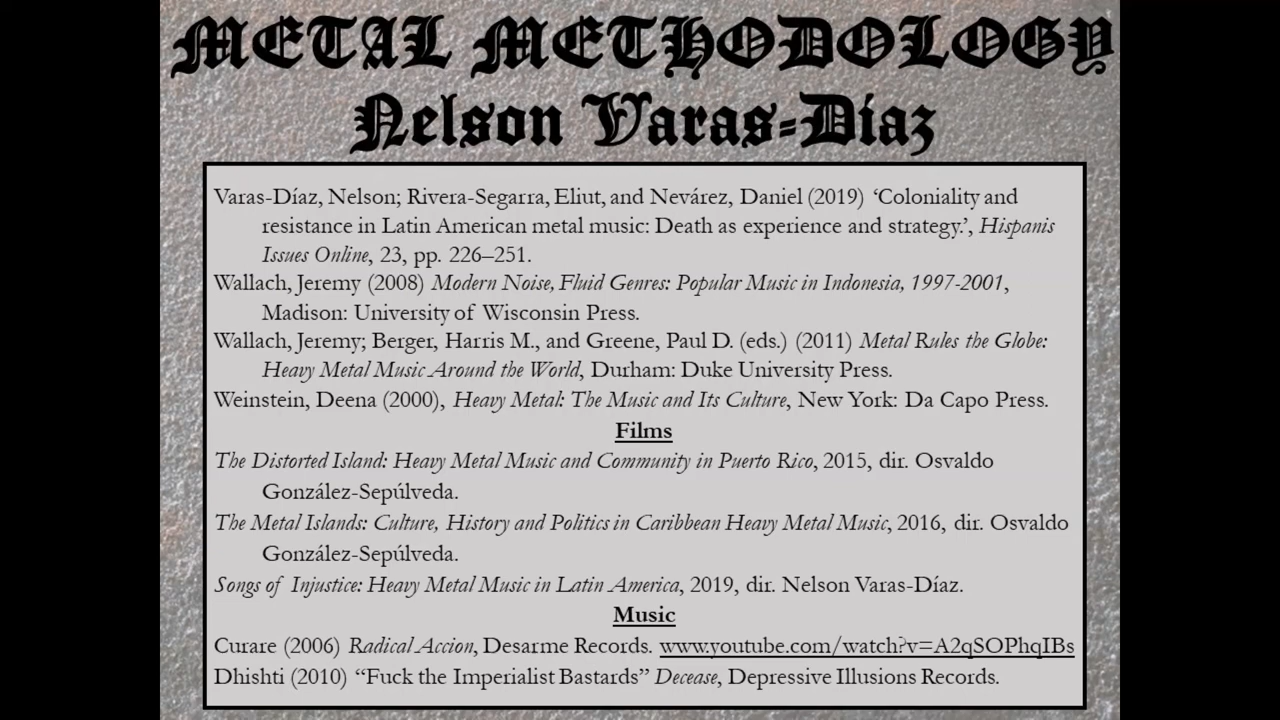 METAL METHODOLOGY
Nelson Varas-Díaz
Varas-Díaz, Nelson; Rivera-Segarra, Eliut, and Nevárez, Daniel (2019) ‘Coloniality and
resistance in Latin American metal music: Death as experience and strategy.’, Hispanis
Issues Online, 23, pp. 226–251.
Wallach, Jeremy (2008) Modern Noise, Fluid Genres: Popular Music in Indonesia, 1997-2001,
Madison: University of Wisconsin Press.
Wallach, Jeremy; Berger, Harris M., and Greene, Paul D. (eds.) (2011) Metal Rules the Globe:
Heavy Metal Music Around the World, Durham: Duke University Press.
Weinstein, Deena (2000), Heavy Metal: The Music and Its Culture, New York: Da Capo Press.
Films
The Distorted Island: Heavy Metal Music and Community in Puerto Rico, 2015, dir. Osvaldo
González-Sepúlveda.
The Metal Islands: Culture, History and Politics in Caribbean Heavy Metal Music, 2016, dir. Osvaldo
González-Sepúlveda.
Songs of Injustice: Heavy Metal Music in Latin America, 2019, dir. Nelson Varas-Díaz.
Music
Curare (2006) Radical Accion, Desarme Records. www.youtube.com/watch?v=A2qSOPhqIBs
Dhishti (2010) “Fuck the Imperialist Bastards” Decease, Depressive Illusions Records.